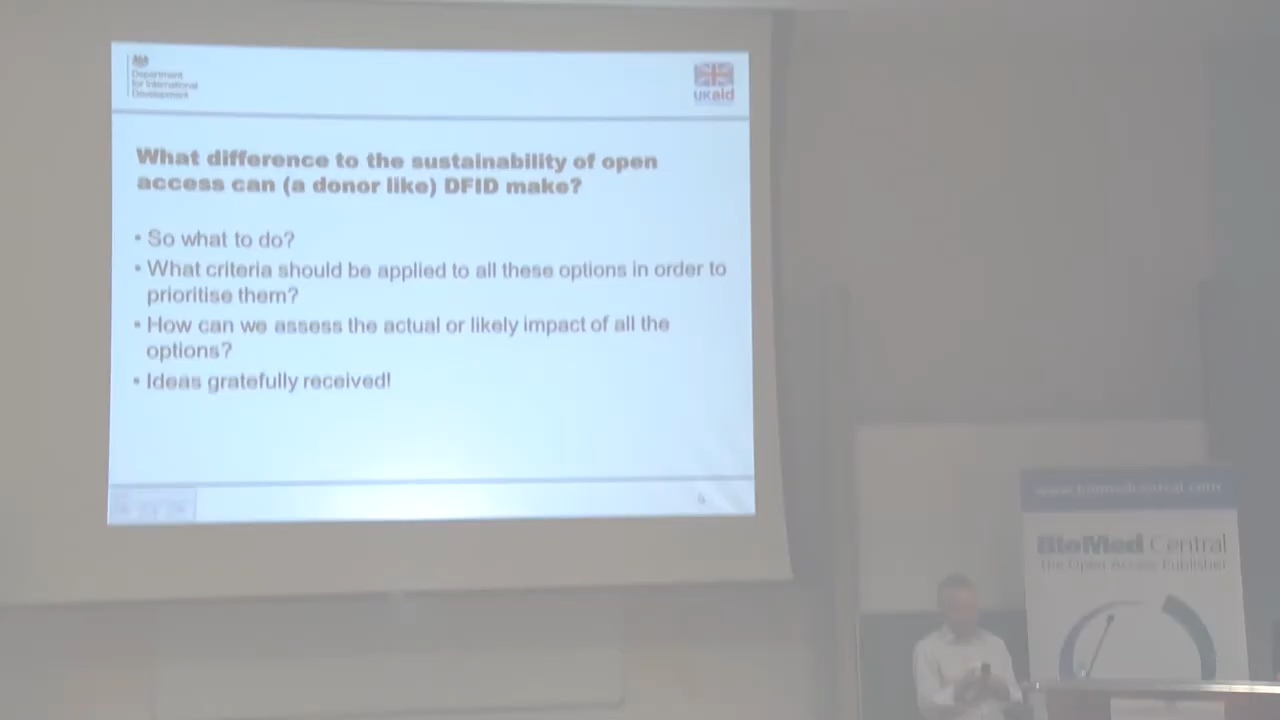 Department
for International
Development
UKaid
What difference to the sustainability of open
access can (a donor like) DFID make?
• So what to do?
• What criteria should be applied to all these options in order to
prioritise them?
• How can we assess the actual or likely impact of all the
options?
• Ideas gratefully received!
www.biomedcentral.com
BioMed Central
The Open Access Publisher